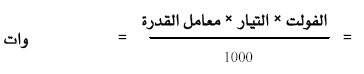 = الفولت × التيار × معامل القدرة = وات
1000